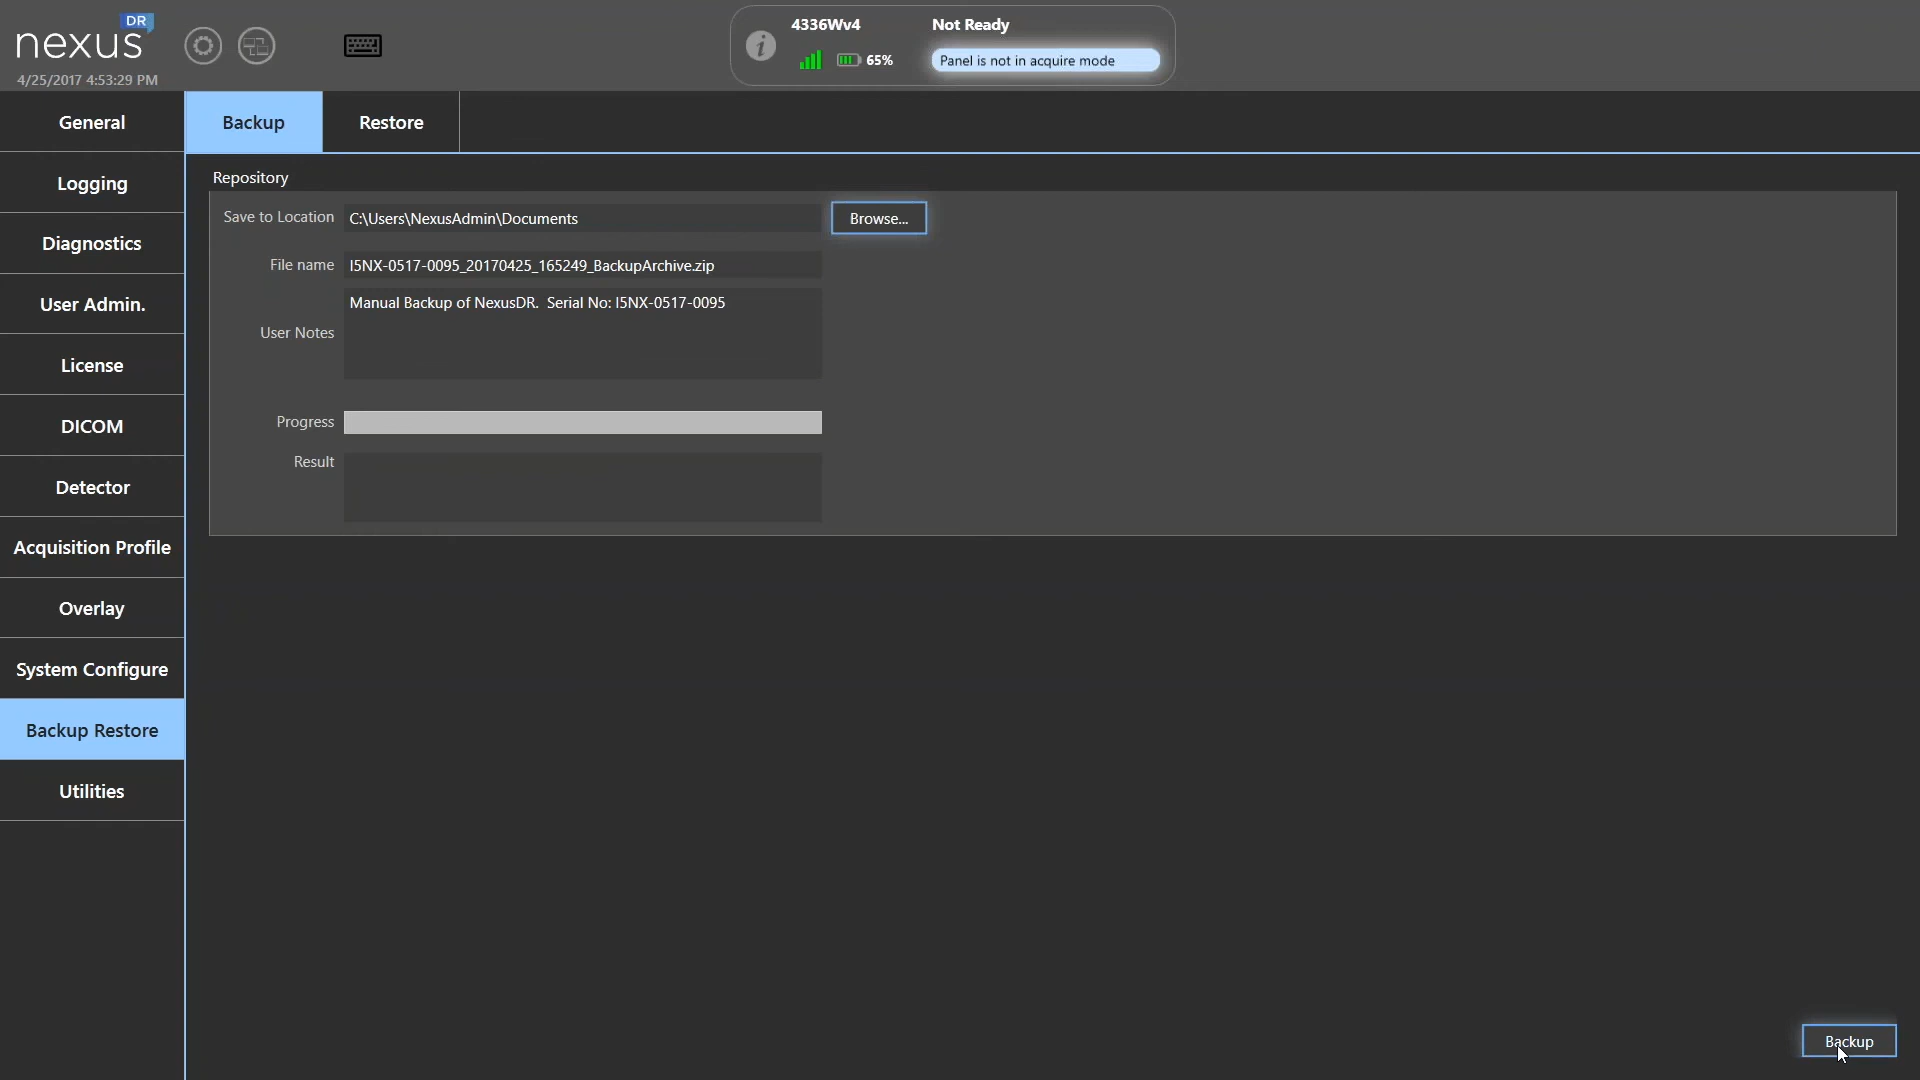 nexus DR
4/25/2017 4:53:29 PM
4336Wv4
65%
Not Ready
Panel is not in acquire mode
General
Logging
Diagnostics
User Admin.
License
DICOM
Detector
Acquisition Profile
Overlay
System Configure
Backup Restore
Utilities
Backup
Restore
Repository
Save to Location C:\Users\NexusAdmin\Documents Browse...
File name I5NX-0517-0095_20170425_165249_BackupArchive.zip
User Notes Manual Backup of NexusDR.  Serial No: I5NX-0517-0095
Progress
Result
Backup